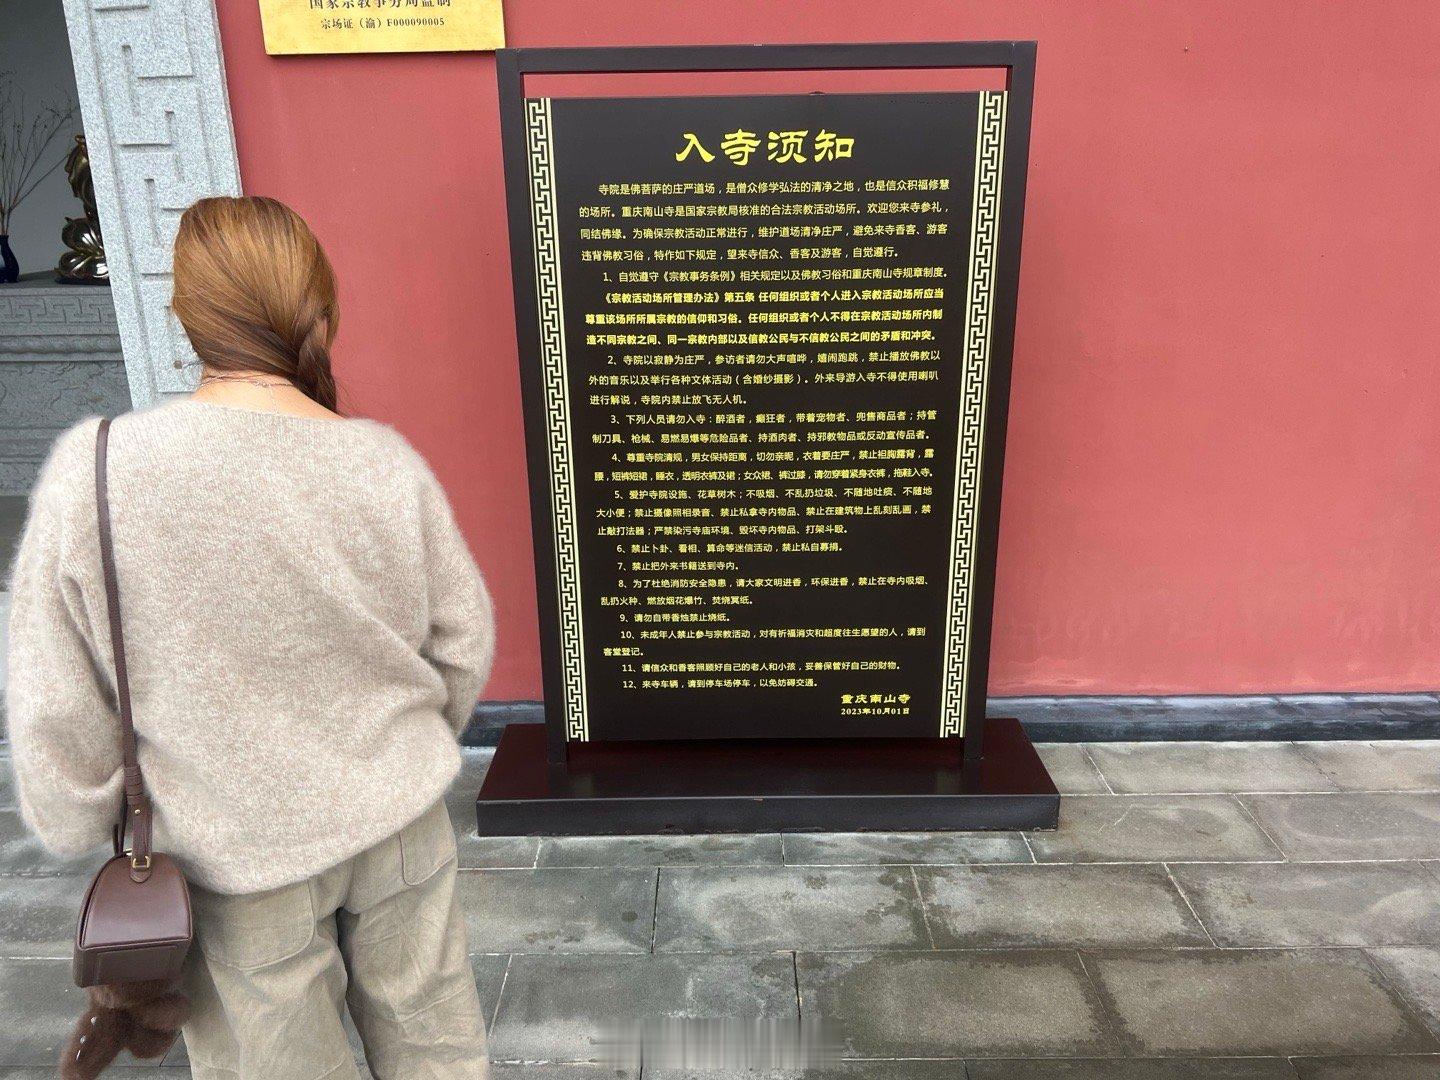 国家宗教事务局监制
宗场证（渝）F000090005
入寺须知
寺院是佛菩萨的庄严道场，是僧众修学弘法的清净之地，也是信众积福修慧
的场所。重庆南山寺是国家宗教局核准的合法宗教活动场所。欢迎您来寺参礼，
同结佛缘。为确保宗教活动正常进行，维护道场清净庄严，避免来寺香客、游客
违背佛教习俗，特作如下规定，望来寺信众、香客及游客，自觉遵行。
1、自觉遵守《宗教事务条例》相关规定以及佛教习俗和重庆南山寺规章制度。
《宗教活动场所管理办法》第五条 任何组织或者个人进入宗教活动场所应当
尊重该场所所属宗教的信仰和习俗。任何组织或者个人不得在宗教活动场所内制
造不同宗教之间、同一宗教内部以及信教公民与不信教公民之间的矛盾和冲突。
2、寺院以寂静为庄严，参访者请勿大声喧哗，嬉闹跑跳，禁止播放佛教以
外的音乐以及举行各种文体活动（含婚纱摄影）。外来导游入寺不得使用喇叭
进行解说，寺院内禁止放飞无人机。
3、下列人员请勿入寺：醉酒者，癫狂者，带着宠物者、兜售商品者；持管
制刀具、枪械、易燃易爆等危险品者、持酒肉者、持邪教物品或反动宣传品者。
4、尊重寺院清规，男女保持距离，切勿亲昵，衣着要庄严，禁止袒胸露背，露
腰，短裤短裙，睡衣，透明衣裤及裙；女众裙、裤过膝，请勿穿着紧身衣裤，拖鞋入寺。
5、爱护寺院设施、花草树木；不吸烟、不乱扔垃圾、不随地吐痰、不随地
大小便；禁止摄像照相录音、禁止私拿寺内物品、禁止在建筑物上乱刻乱画，禁
止敲打法器；严禁染污寺庙环境、毁坏寺内物品、打架斗殴。
6、禁止卜卦、看相、算命等迷信活动，禁止私自募捐。
7、禁止把外来书籍送到寺内。
8、为了杜绝消防安全隐患，请大家文明进香，环保进香，禁止在寺内吸烟、
乱扔火种、燃放烟花爆竹、焚烧冥纸。
9、请勿自带香烛禁止烧纸。
10、未成年人禁止参与宗教活动，对有祈福消灾和超度往生愿望的人，请到
客堂登记。
11、请信众和香客照顾好自己的老人和小孩，妥善保管好自己的财物。
12、来寺车辆，请到停车场停车，以免妨碍交通。
重庆南山寺
2023年10月01日